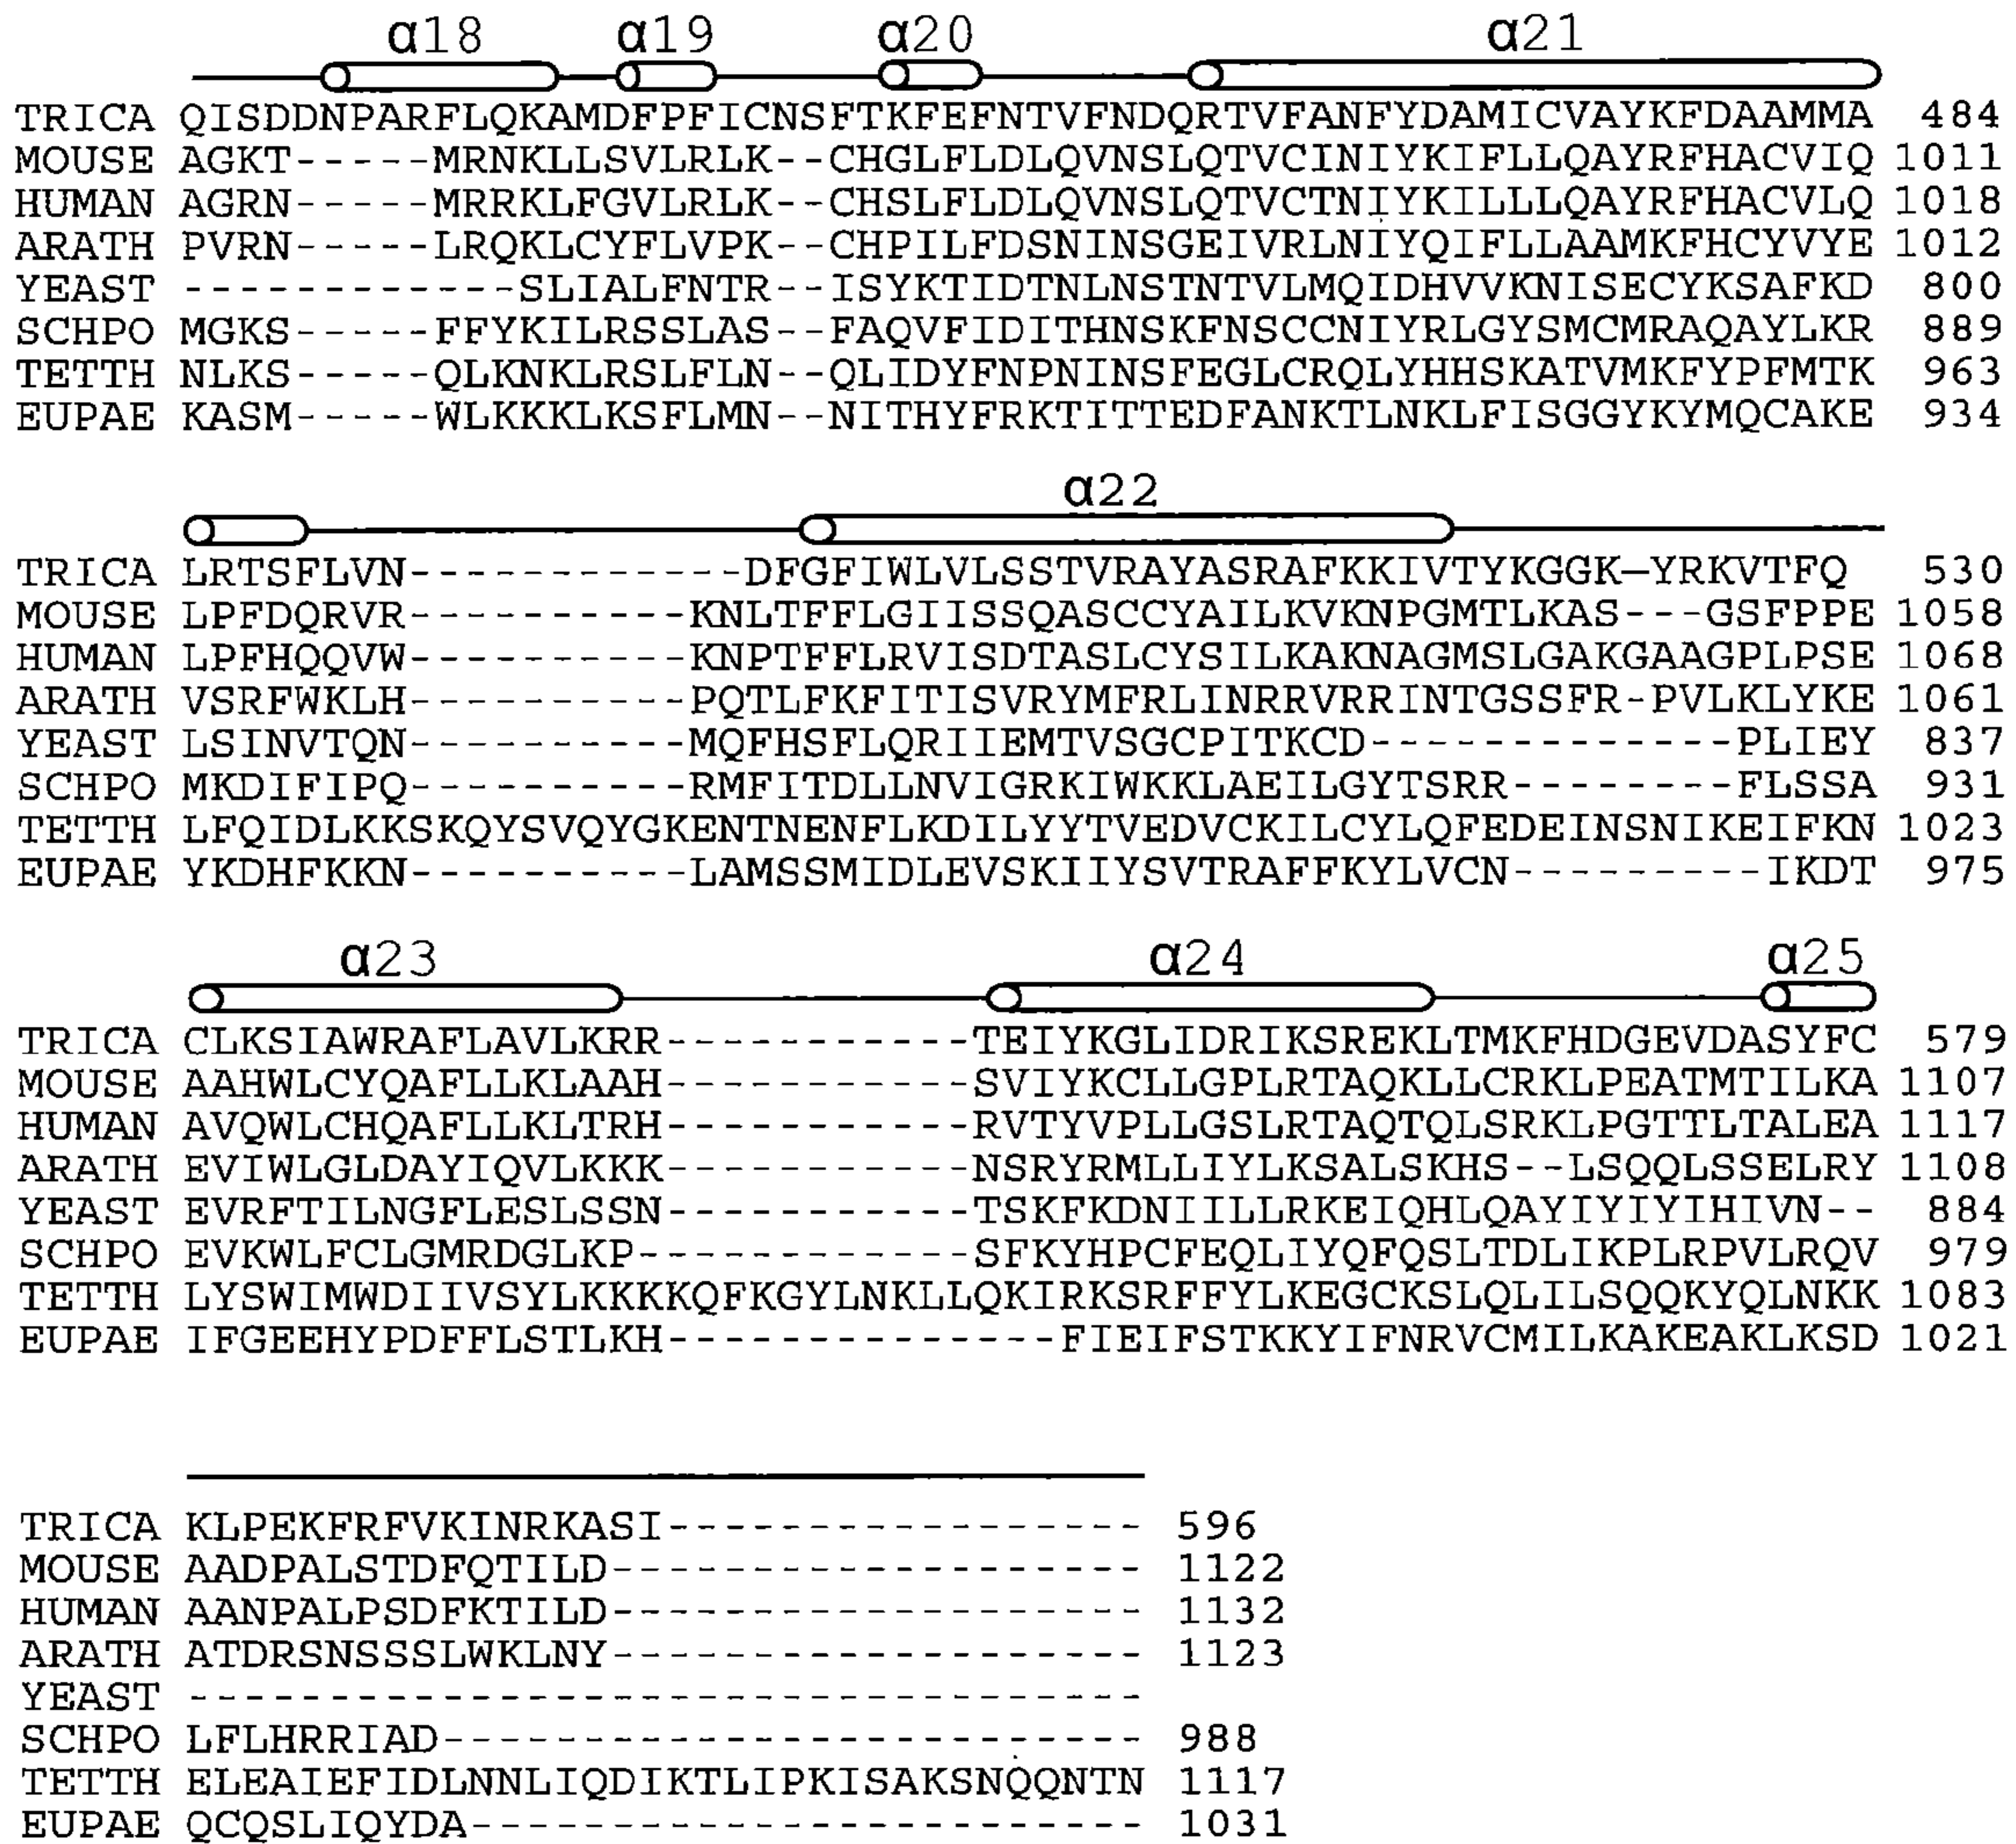 α18 α19 α20 α21
TRICA QISDDNPARFLQKAMDFPFICNSFTKFEFNTVFNDQRTVFANFYDAMICVAYKFDAAMMA 484
MOUSE AGKT-----MRNKLLSVLRLK--CHGLFLDLQVNSLQTVCINIYKIFLLQAYRFHACVIQ 1011
HUMAN AGRN-----MRRKLFGVLRLK--CHSLFLDLQVNSLQTVCTNIYKILLLQAYRFHACVLQ 1018
ARATH PVRN-----LRQKLCYFLVPK--CHPILFDSNINSGEIVRLNIYQIFLLAAMKFHCYVYE 1012
YEAST ------------SLIALFNTR--ISYKTIDTNLNSTNTVLMQIDHVVKNISECYKSAFKD 800
SCHPO MGKS-----FFYKILRSSLAS--FAQVFIDITHNSKFNSCCNIYRLGYSMCMRAQAYLKR 889
TETTH NLKS-----QLKNKLRSLFLN--QLIDYFNPNINSFEGLCRQLYHHSKATVMKFYPFMTK 963
EUPAE KASM-----WLKKKLKSFLMN--NITHYFRKTITTEDFANKTLNKLFISGGYKYMQCAKE 934
α22
TRICA LRTSFLVN------------DFGFIWLVLSSTVRAYASRAFKKIVTYKGGK–YRKVTFQ 530
MOUSE LPFDQRVR----------KNLTFFLGIISSQASCCYAILKVKNPGMTLKAS---GSFPPE 1058
HUMAN LPFHQQVW----------KNPTFFLRVISDTASLCYSILKAKNAGMSLGAKGAAGPLPSE 1068
ARATH VSRFWKLH----------PQTLFKFITISVRYMFRLINRRVRRINTGSSFR-PVLKLYKE 1061
YEAST LSINVTQN----------MQFHSFLQRIIEMTVSGCPITKCD-------------PLIEY 837
SCHPO MKDIFIPQ----------RMFITDLLNVIGRKIWKKLAEILGYTSRR--------FLSSA 931
TETTH LFQIDLKKSKQYSVQYGKENTNENFLKDILYYTVEDVCKILCYLQFEDEINSNIKEIFKN 1023
EUPAE YKDHFKKN----------LAMSSMIDLEVSKIIYSVTRAFFKYLVCN---------IKDT 975
α23 α24 α25
TRICA CLKSIAWRAFLAVLKRR-----------TEIYKGLIDRIKSREKLTMKFHDGEVDASYFC 579
MOUSE AAHWLCYQAFLLKLAAH-----------SVIYKCLLGPLRTAQKLLCRKLPEATMTILKA 1107
HUMAN AVQWLCHQAFLLKLTRH-----------RVTYVPLLGSLRTAQTQLSRKLPGTTLTALEA 1117
ARATH EVIWLGLDAYIQVLKKK-----------NSRYRMLLIYLKSALSKHS--LSQQLSSELRY 1108
YEAST EVRFTILNGFLESLSSN-----------TSKFKDNIILLRKEIQHLQAYIYIYIHIVN-- 884
SCHPO EVKWLFCLGMRDGLKP------------SFKYHPCFEQLIYQFQSLTDLIKPLRPVLRQV 979
TETTH LYSWIMWDIIVSYLKKKKQFKGYLNKLLQKIRKSRFFYLKEGCKSLQLILSQQKYQLNKK 1083
EUPAE IFGEEHYPDFFLSTLKH--------------FIEIFSTKKYIFNRVCMILKAKEAKLKSD 1021
TRICA KLPEKFRFVKINRKASI----------------- 596
MOUSE AADPALSTDFQTILD------------------- 1122
HUMAN AANPALPSDFKTILD------------------- 1132
ARATH ATDRSNSSSLWKLNY------------------- 1123
YEAST ----------------------------------
SCHPO LFLHRRIAD------------------------- 988
TETTH ELEAIEFIDLNNLIQDIKTLIPKISAKSNQQNTN 1117
EUPAE QCQSLIQYDA------------------------ 1031